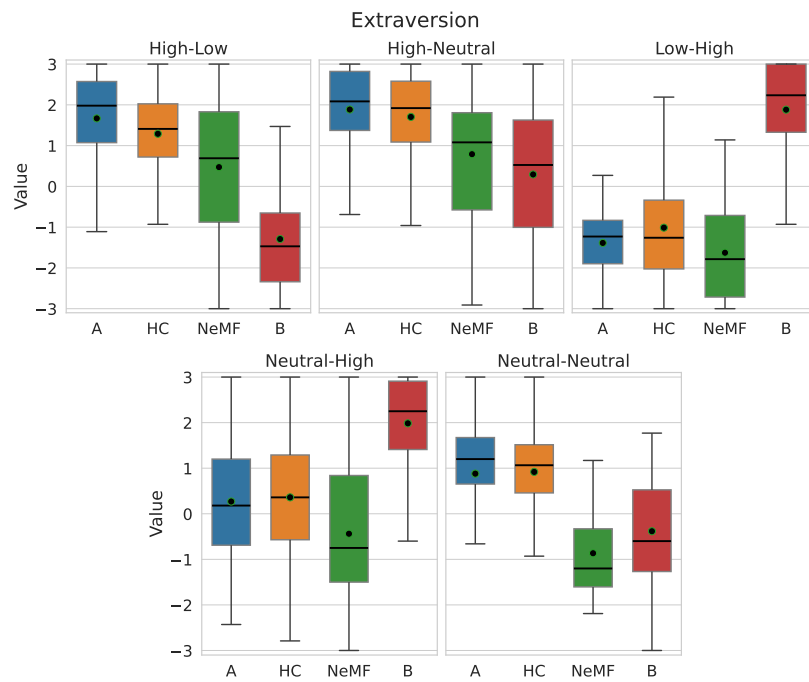 Extraversion
High-Low High-Neutral Low-High
3
2
1
0
−1
−2
−3
Value
A HC NeMF B A HC NeMF B A HC NeMF B
Neutral-High Neutral-Neutral
3
2
1
0
−1
−2
−3
Value
A HC NeMF B A HC NeMF B